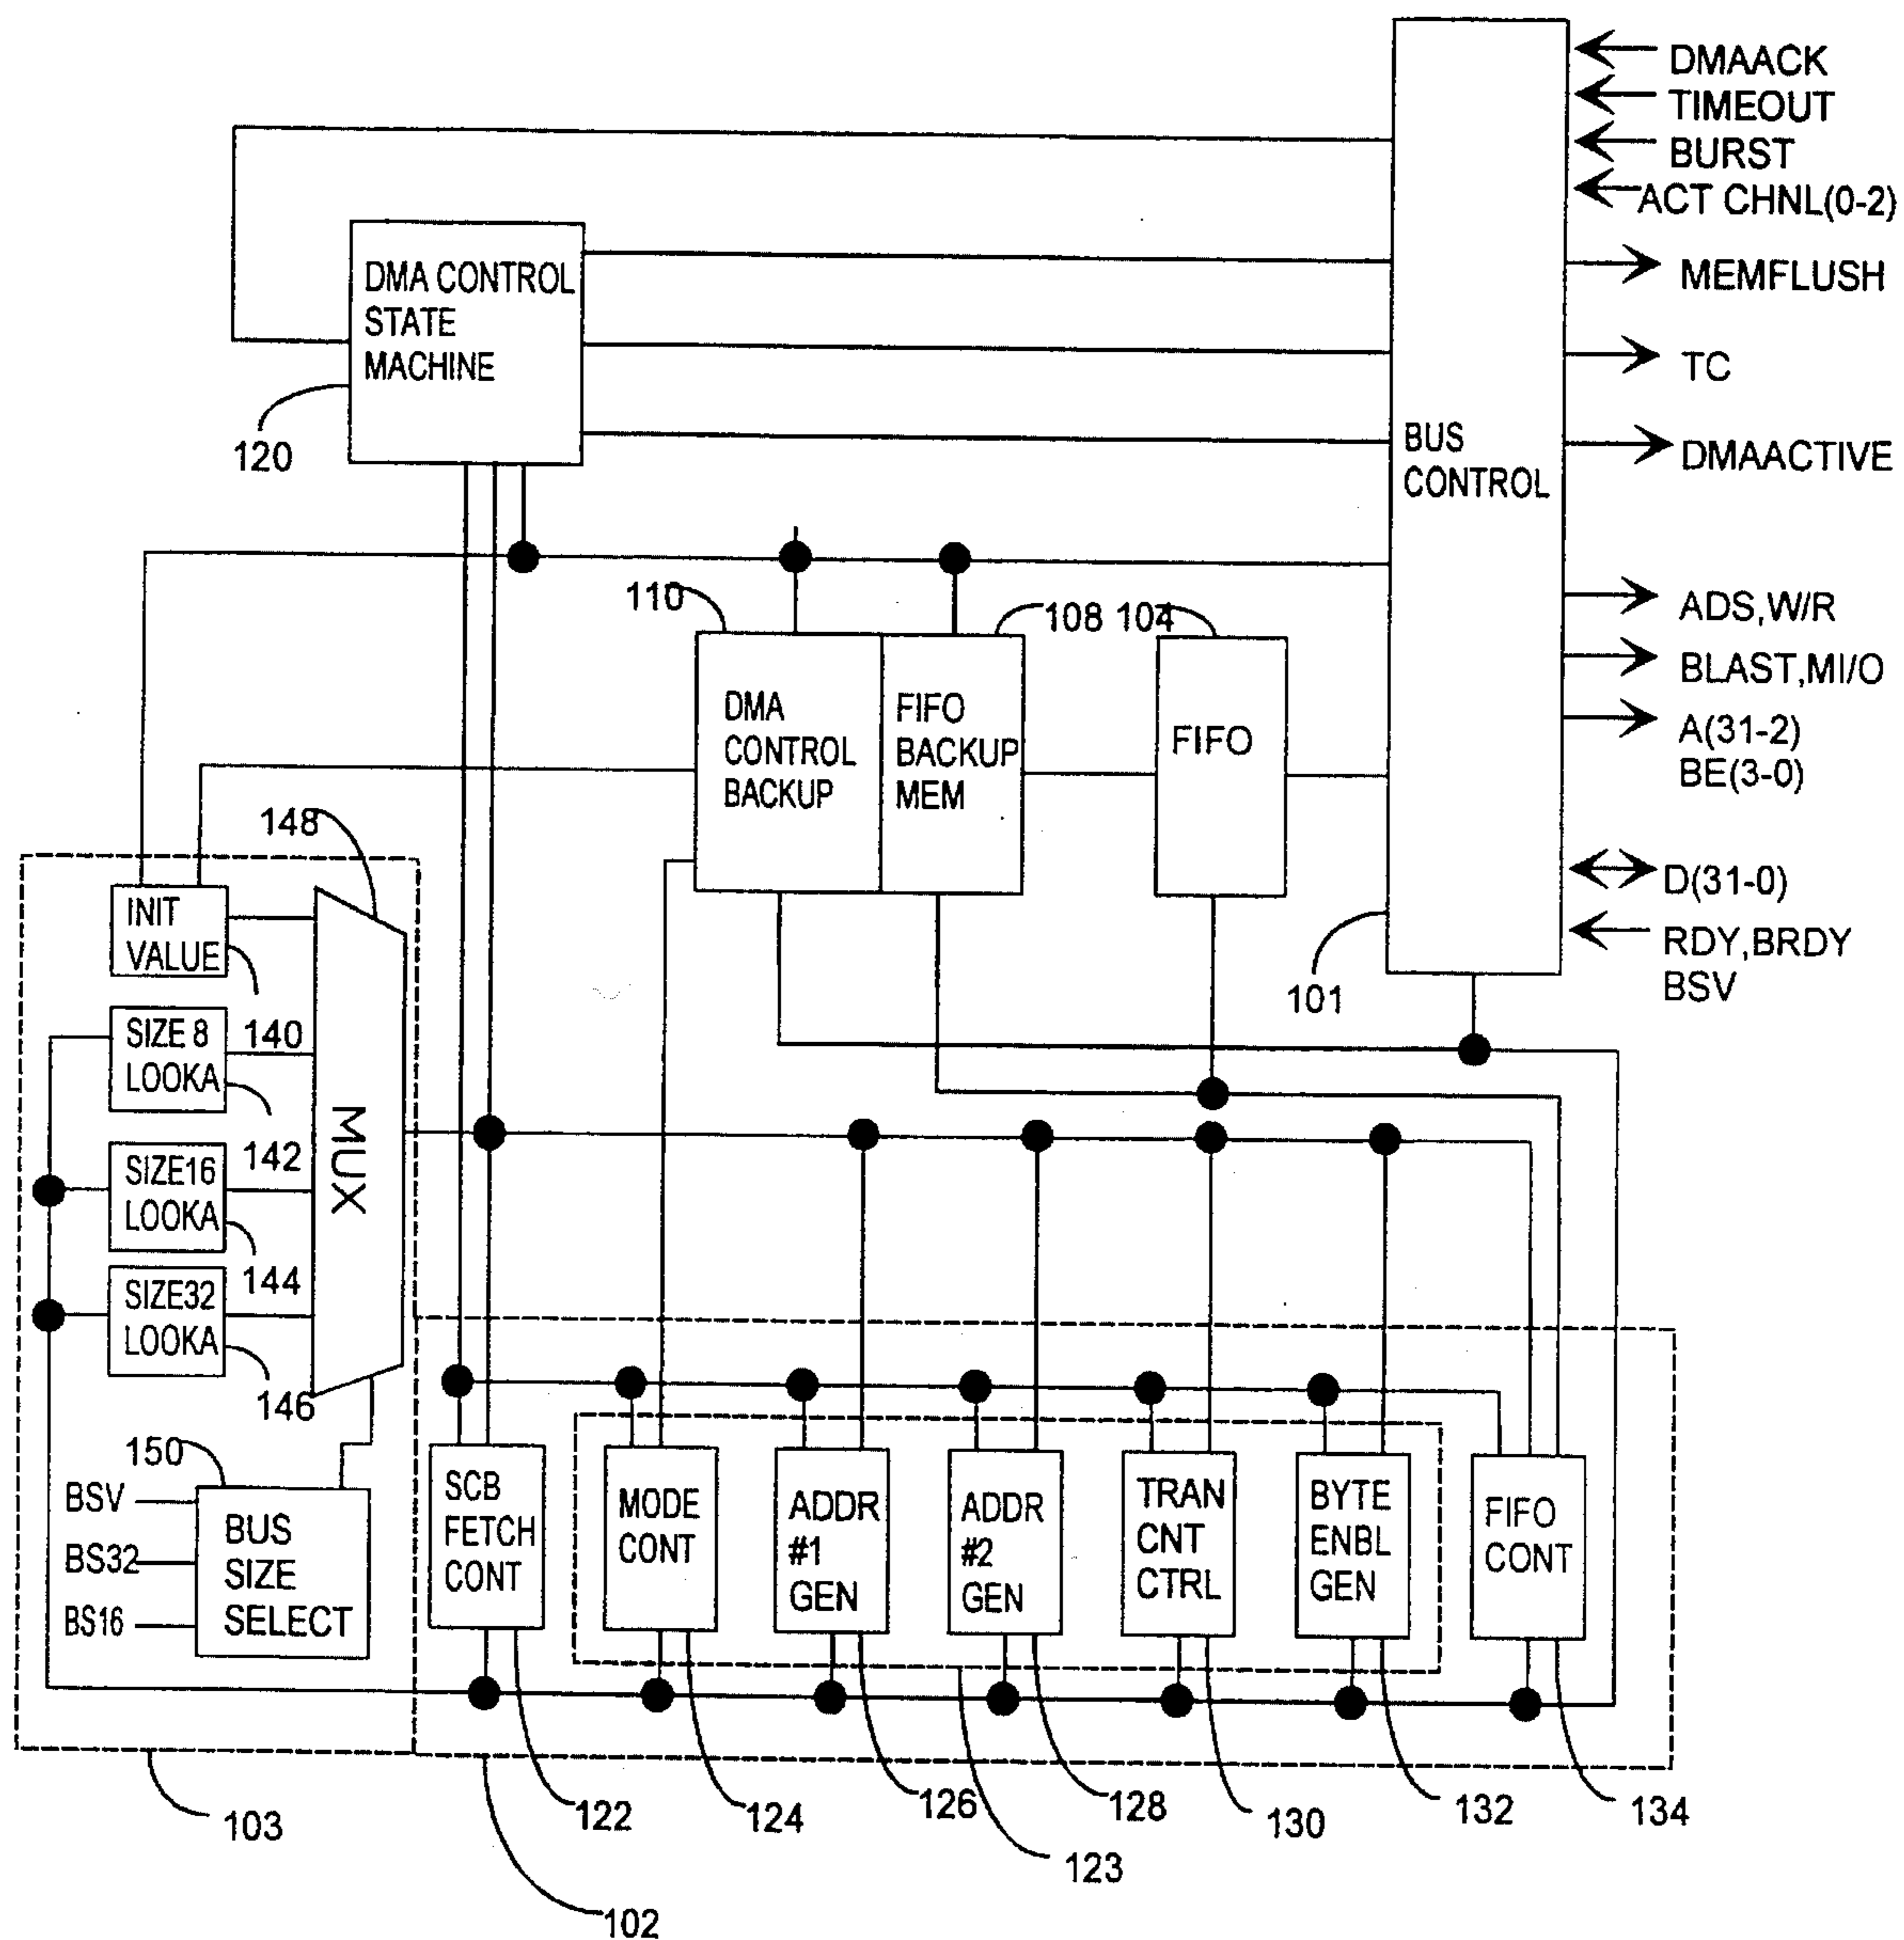 DMAACK
TIMEOUT
BURST
ACT CHNL(0-2)
MEMFLUSH
TC
DMAACTIVE
ADS,W/R
BLAST,MI/O
A(31-2)
BE(3-0)
D(31-0)
RDY,BRDY
BSV
BUS
CONTROL
101
DMA CONTROL
STATE
MACHINE
120
110
108
104
DMA
CONTROL
BACKUP
FIFO
BACKUP
MEM
FIFO
148
INIT
VALUE
140
SIZE 8
LOOKA
142
SIZE16
LOOKA
144
SIZE32
LOOKA
146
MUX
150
BSV
BS32
BS16
BUS
SIZE
SELECT
SCB
FETCH
CONT
MODE
CONT
ADDR
#1
GEN
ADDR
#2
GEN
TRAN
CNT
CTRL
BYTE
ENBL
GEN
FIFO
CONT
103
122
124
126
128
130
132
134
123
102